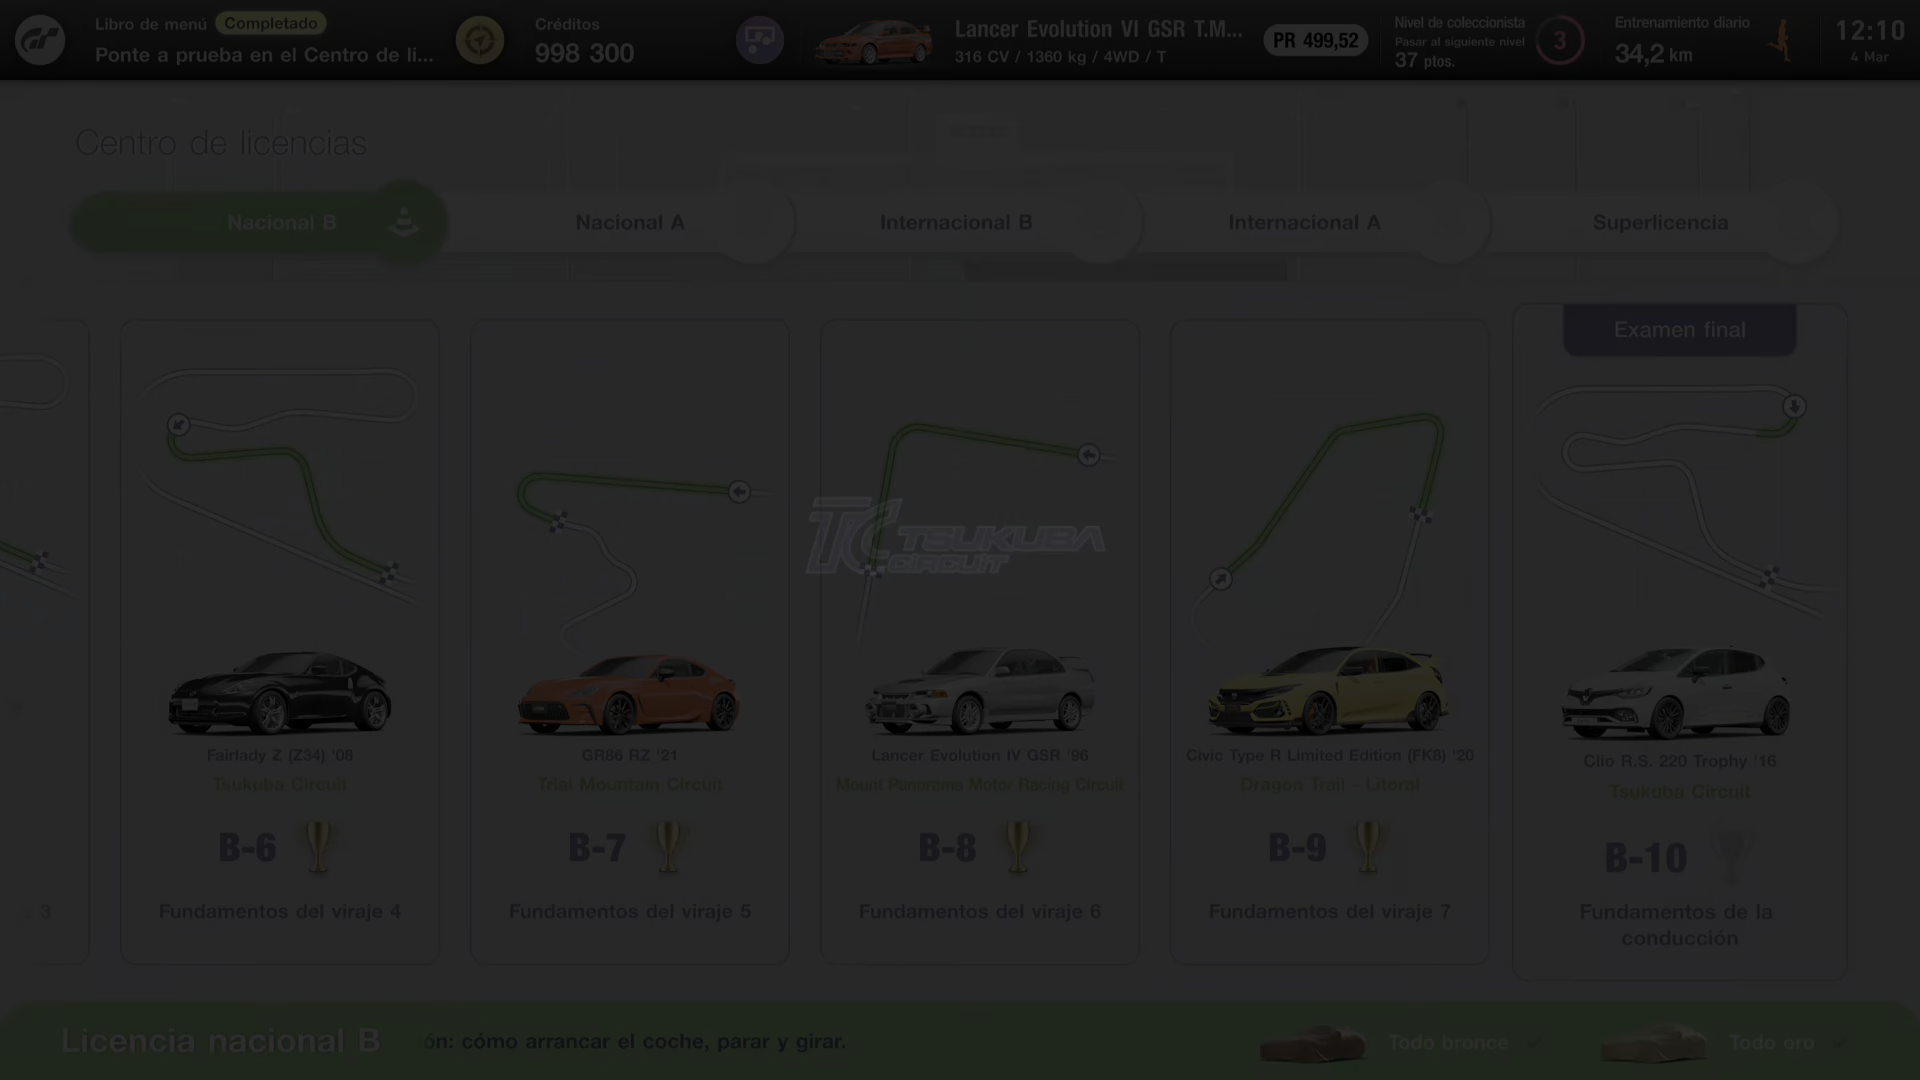 Libro de menú Completado
Ponte a prueba en el Centro de li...
Créditos
998 300
Lancer Evolution VI GSR T.M...
316 CV / 1360 kg / 4WD / T
PR 499,52
Nivel de coleccionista
Pasar al siguiente nivel
37 ptos.
3
Entrenamiento diario
34,2 km
12:10
4 Mar
Centro de licencias
Nacional B
Nacional A
Internacional B
Internacional A
Superlicencia
Examen final
TC TSUKUBA
CIRCUIT
Fairlady Z (Z34) '08
Tsukuba Circuit
B-6
Fundamentos del viraje 4
GR86 RZ '21
Trial Mountain Circuit
B-7
Fundamentos del viraje 5
Lancer Evolution IV GSR '96
Mount Panorama Motor Racing Circuit
B-8
Fundamentos del viraje 6
Civic Type R Limited Edition (FK8) '20
Dragon Trail - Litoral
B-9
Fundamentos del viraje 7
Clio R.S. 220 Trophy '16
Tsukuba Circuit
B-10
Fundamentos de la
conducción
3
Licencia nacional B
ón: cómo arrancar el coche, parar y girar.
Todo bronce
Todo oro